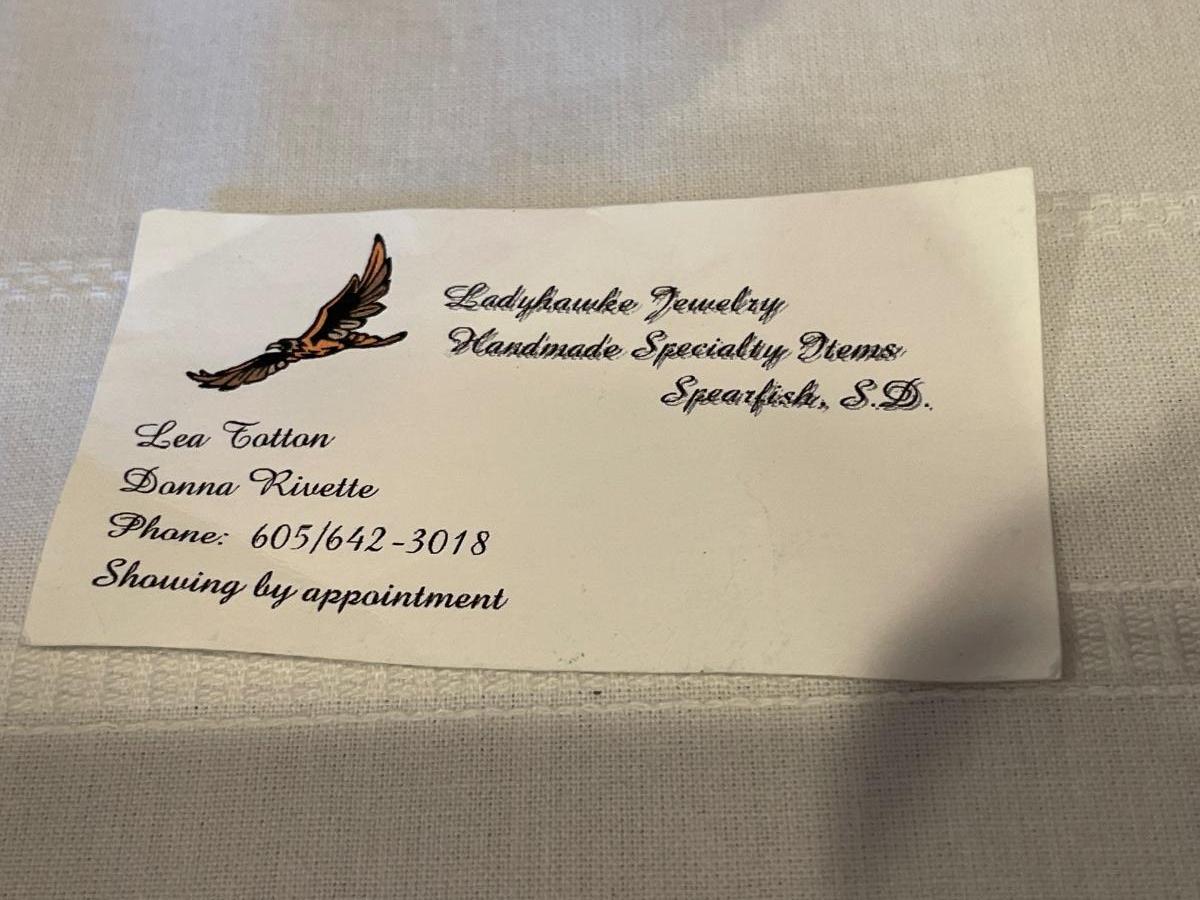 Ladyhawke Jewelry
Handmade Specialty Items
Spearfish, S.D.
Lea Totton
Donna Rivette
Phone: 605/642-3018
Showing by appointment